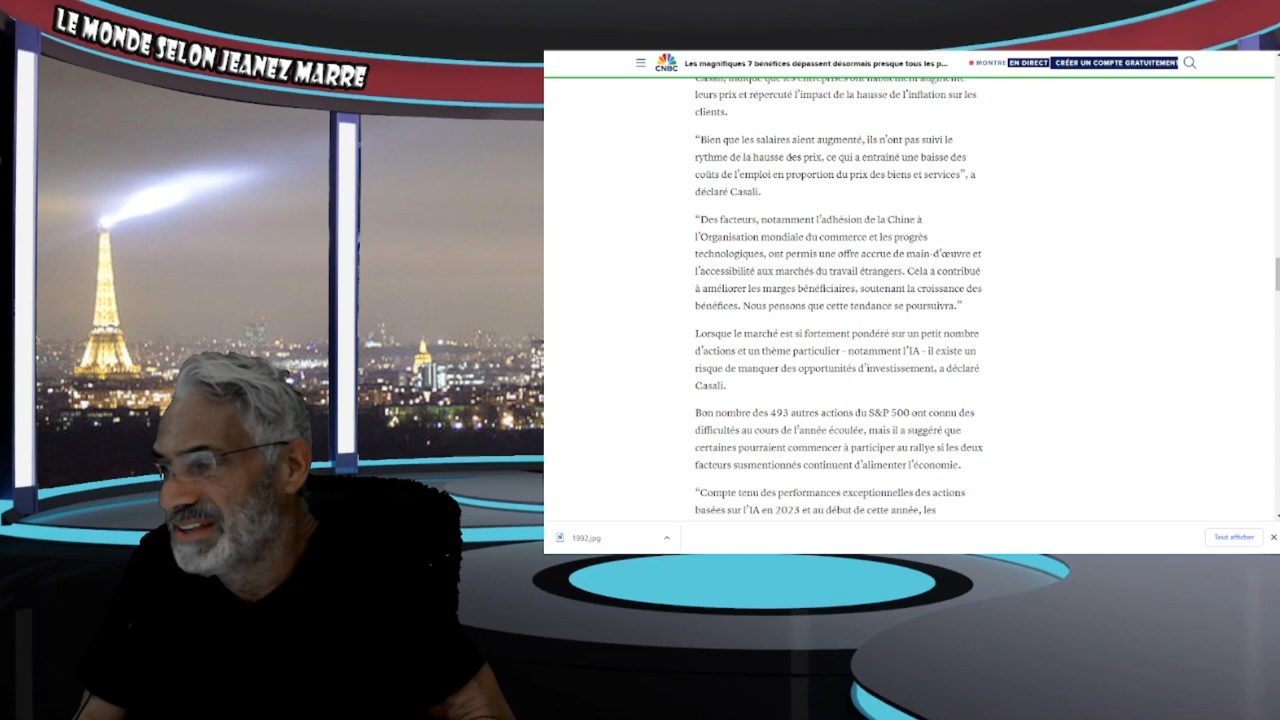 LE MONDE SELON JEANEZ MARRE
CNBC
Les magnifiques 7 bénéfices dépassent désormais presque tous les p...
MONTRE EN DIRECT CRÉER UN COMPTE GRATUITEMENT
Casali, indique que les entreprises ont habilement augmenté
leurs prix et répercuté l’impact de la hausse de l’inflation sur les
clients.
“Bien que les salaires aient augmenté, ils n’ont pas suivi le
rythme de la hausse des prix, ce qui a entraîné une baisse des
coûts de l’emploi en proportion du prix des biens et services”, a
déclaré Casali.
“Des facteurs, notamment l’adhésion de la Chine à
l’Organisation mondiale du commerce et les progrès
technologiques, ont permis une offre accrue de main-d’œuvre et
l’accessibilité aux marchés du travail étrangers. Cela a contribué
à améliorer les marges bénéficiaires, soutenant la croissance des
bénéfices. Nous pensons que cette tendance se poursuivra.”
Lorsque le marché est si fortement pondéré sur un petit nombre
d’actions et un thème particulier – notamment l’IA – il existe un
risque de manquer des opportunités d’investissement, a déclaré
Casali.
Bon nombre des 493 autres actions du S&P 500 ont connu des
difficultés au cours de l’année écoulée, mais il a suggéré que
certaines pourraient commencer à participer au rallye si les deux
facteurs susmentionnés continuent d’alimenter l’économie.
“Compte tenu des performances exceptionnelles des actions
basées sur l’IA en 2023 et au début de cette année, les
1992.jpg
Tout afficher